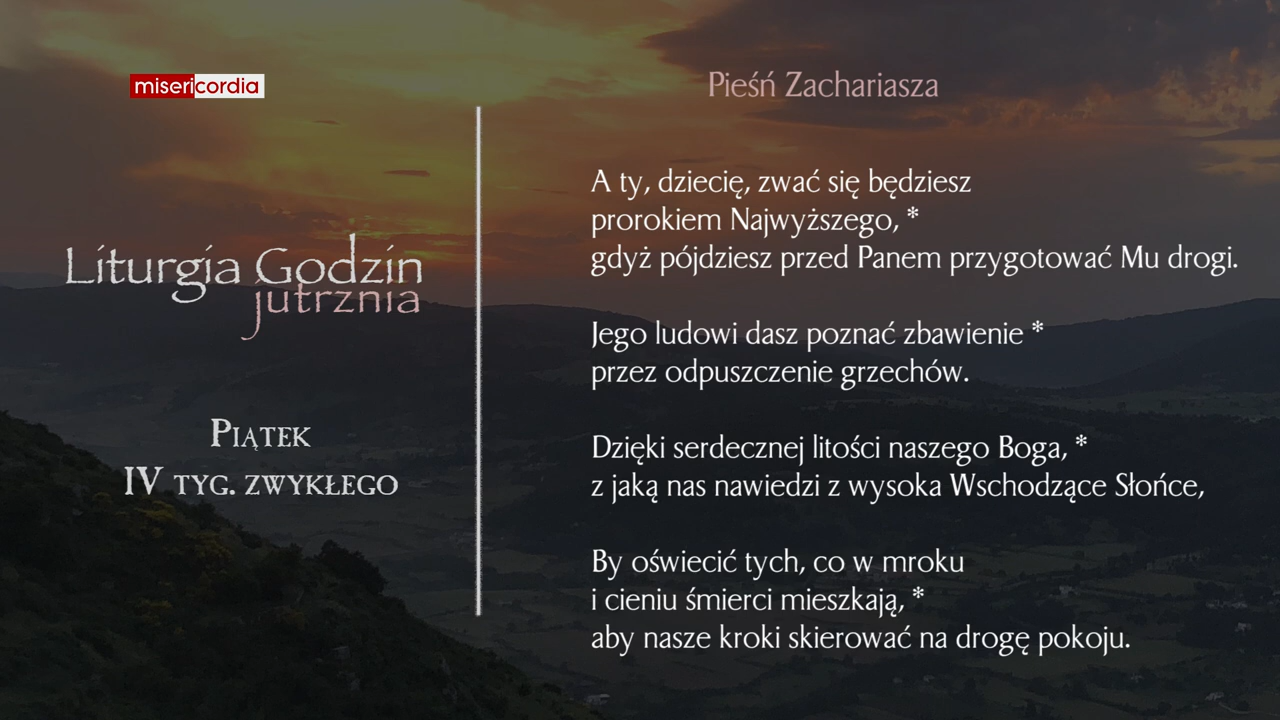 misericordia
Liturgia Godzin
jutrznia
Piątek
IV tyg. zwykłego
Pieśń Zachariasza
A ty, dziecię, zwać się będziesz
prorokiem Najwyższego, *
gdyż pójdziesz przed Panem przygotować Mu drogi.
Jego ludowi dasz poznać zbawienie *
przez odpuszczenie grzechów.
Dzięki serdecznej litości naszego Boga, *
z jaką nas nawiedzi z wysoka Wschodzące Słońce,
By oświecić tych, co w mroku
i cieniu śmierci mieszkają, *
aby nasze kroki skierować na drogę pokoju.